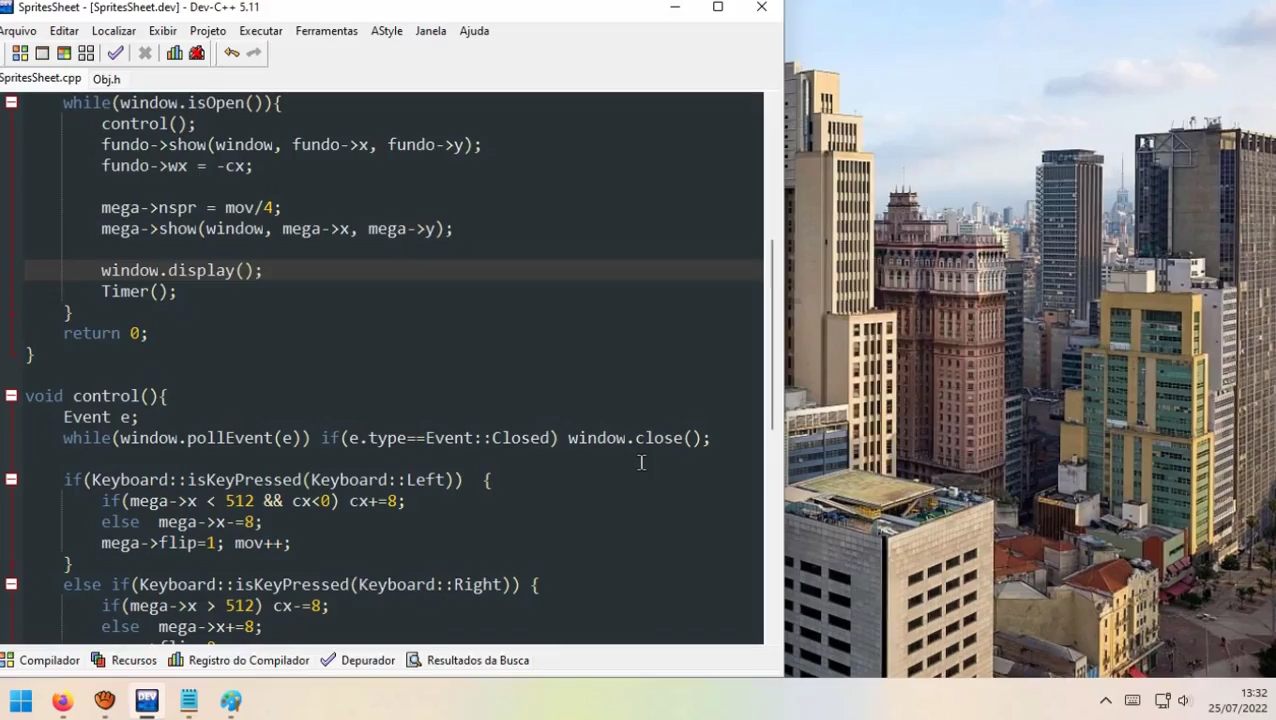 SpritesSheet - [SpritesSheet.dev] - Dev-C++ 5.11
Arquivo Editar Localizar Exibir Projeto Executar Ferramentas AStyle Janela Ajuda
SpritesSheet.cpp Obj.h
while(window.isOpen()){
control();
fundo->show(window, fundo->x, fundo->y);
fundo->wx = -cx;
mega->nspr = mov/4;
mega->show(window, mega->x, mega->y);
window.display();
Timer();
}
return 0;
}
void control(){
Event e;
while(window.pollEvent(e)) if(e.type==Event::Closed) window.close();
if(Keyboard::isKeyPressed(Keyboard::Left)) {
if(mega->x < 512 && cx<0) cx+=8;
else mega->x-=8;
mega->flip=1; mov++;
}
else if(Keyboard::isKeyPressed(Keyboard::Right)) {
if(mega->x > 512) cx-=8;
else mega->x+=8;
Compilador Recursos Registro do Compilador Depurador Resultados da Busca
DEV
13:32
25/07/2022